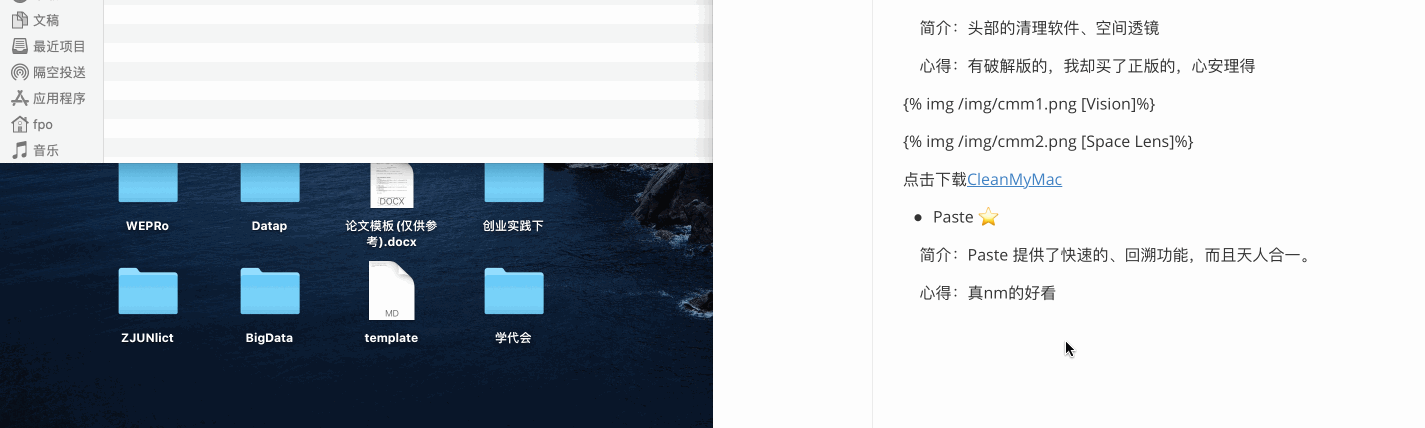 文稿
最近项目
隔空投送
应用程序
fpo
音乐
DOCX
WEPRo
Datap
论文模板 (仅供参
考).docx
创业实践下
MD
ZJUNlict
BigData
template
学代会
简介：头部的清理软件、空间透镜
心得：有破解版的，我却买了正版的，心安理得
{% img /img/cmm1.png [Vision]%}
{% img /img/cmm2.png [Space Lens]%}
点击下载CleanMyMac
• Paste ⭐
简介：Paste 提供了快速的、回溯功能，而且天人合一。
心得：真nm的好看